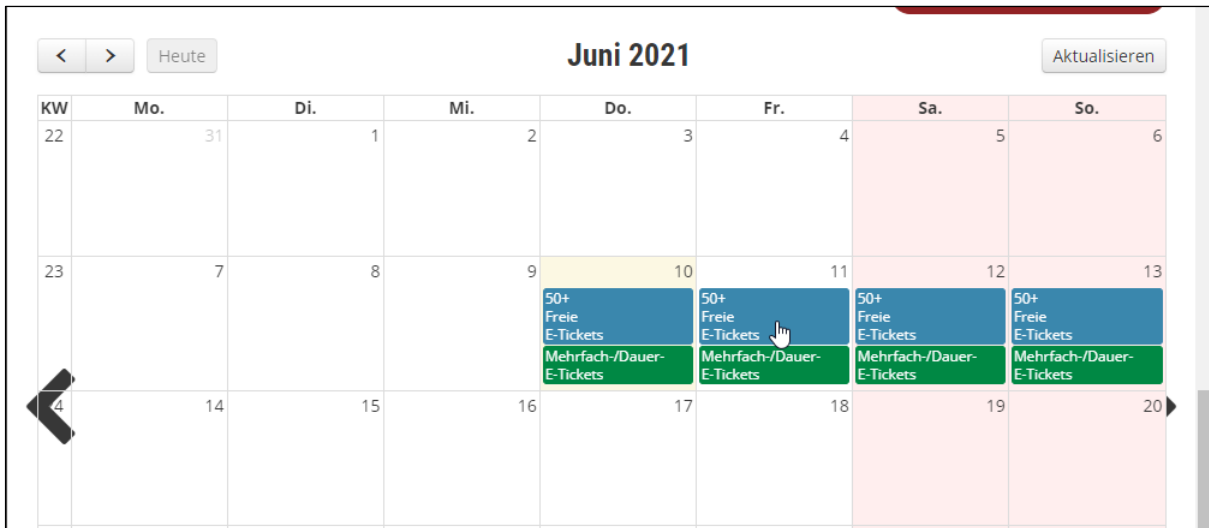 Heute
Juni 2021
Aktualisieren
KW Mo. Di. Mi. Do. Fr. Sa. So.
22 31 1 2 3 4 5 6
23 7 8 9 10 11 12 13
50+ 50+ 50+ 50+
Freie Freie Freie Freie
E-Tickets E-Tickets E-Tickets E-Tickets
Mehrfach-/Dauer- Mehrfach-/Dauer- Mehrfach-/Dauer- Mehrfach-/Dauer-
E-Tickets E-Tickets E-Tickets E-Tickets
14 15 16 17 18 19 20